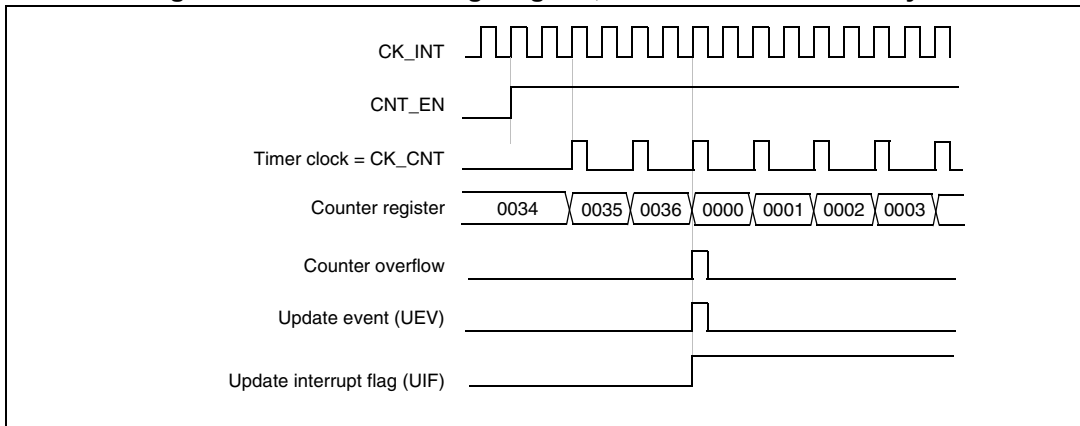 CK_INT
CNT_EN
Timer clock = CK_CNT
Counter register 0034 0035 0036 0000 0001 0002 0003
Counter overflow
Update event (UEV)
Update interrupt flag (UIF)